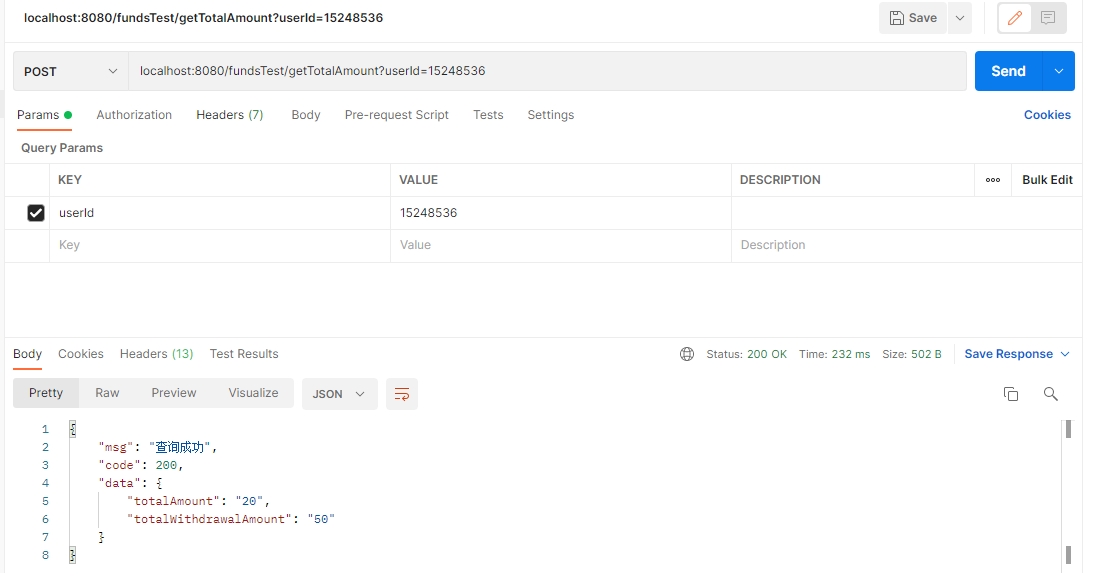 localhost:8080/fundsTest/getTotalAmount?userId=15248536
Save
POST
localhost:8080/fundsTest/getTotalAmount?userId=15248536
Send
Params Authorization Headers (7) Body Pre-request Script Tests Settings Cookies
Query Params
KEY VALUE DESCRIPTION ooo Bulk Edit
userId 15248536
Key Value Description
Body Cookies Headers (13) Test Results Status: 200 OK Time: 232 ms Size: 502 B Save Response
Pretty Raw Preview Visualize JSON
1 {
2 "msg": "查询成功",
3 "code": 200,
4 "data": {
5 "totalAmount": "20",
6 "totalWithdrawalAmount": "50"
7 }
8 }